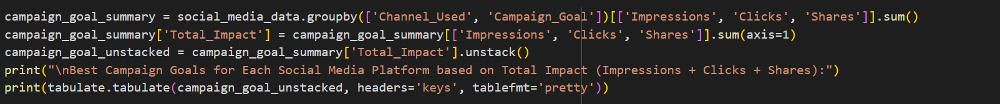 campaign_goal_summary = social_media_data.groupby(['Channel_Used', 'Campaign_Goal'])[['Impressions', 'Clicks', 'Shares']].sum()
campaign_goal_summary['Total_Impact'] = campaign_goal_summary[['Impressions', 'Clicks', 'Shares']].sum(axis=1)
campaign_goal_unstacked = campaign_goal_summary['Total_Impact'].unstack()
print("\nBest Campaign Goals for Each Social Media Platform based on Total Impact (Impressions + Clicks + Shares):")
print(tabulate.tabulate(campaign_goal_unstacked, headers='keys', tablefmt='pretty'))